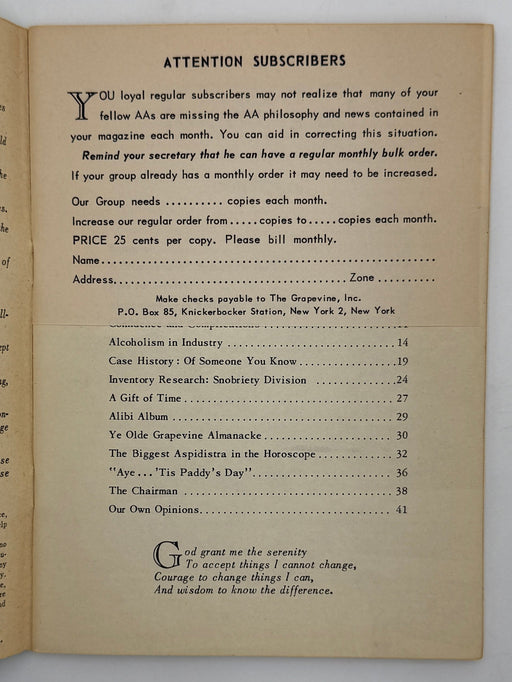 ATTENTION SUBSCRIBERS
YOU loyal regular subscribers may not realize that many of your
fellow AAs are missing the AA philosophy and news contained in
your magazine each month. You can aid in correcting this situation.
Remind your secretary that he can have a regular monthly bulk order.
If your group already has a monthly order it may need to be increased.
Our Group needs .......... copies each month.
Increase our regular order from.....copies to.....copies each month.
PRICE 25 cents per copy. Please bill monthly.
Name
Address Zone
Make checks payable to The Grapevine, Inc.
P.O. Box 85, Knickerbocker Station, New York 2, New York
Alcoholism in Industry 14
Case History: Of Someone You Know 19
Inventory Research: Snobriety Division 24
A Gift of Time 27
Alibi Album 29
Ye Olde Grapevine Almanacke 30
The Biggest Aspidistra in the Horoscope 32
"Aye...'Tis Paddy's Day" 36
The Chairman 38
Our Own Opinions 41
God grant me the serenity
To accept things I cannot change,
Courage to change things I can,
And wisdom to know the difference.